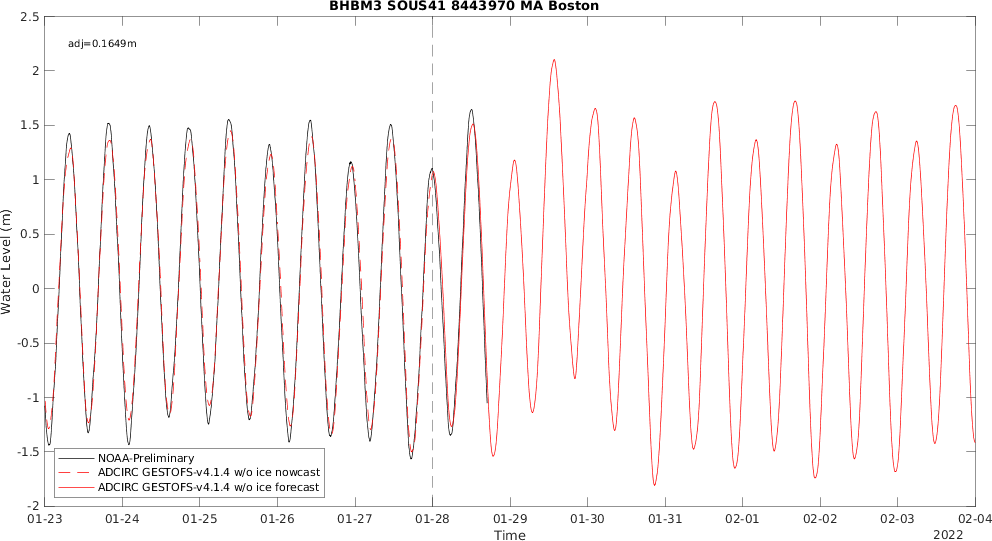 BHBM3 SOUS41 8443970 MA Boston
adj=0.1649m
2.5
2
1.5
1
0.5
0
-0.5
-1
-1.5
-2
Water Level (m)
NOAA-Preliminary
ADCIRC GESTOFS-v4.1.4 w/o ice nowcast
ADCIRC GESTOFS-v4.1.4 w/o ice forecast
01-23 01-24 01-25 01-26 01-27 01-28 01-29 01-30 01-31 02-01 02-02 02-03 02-04
Time
2022